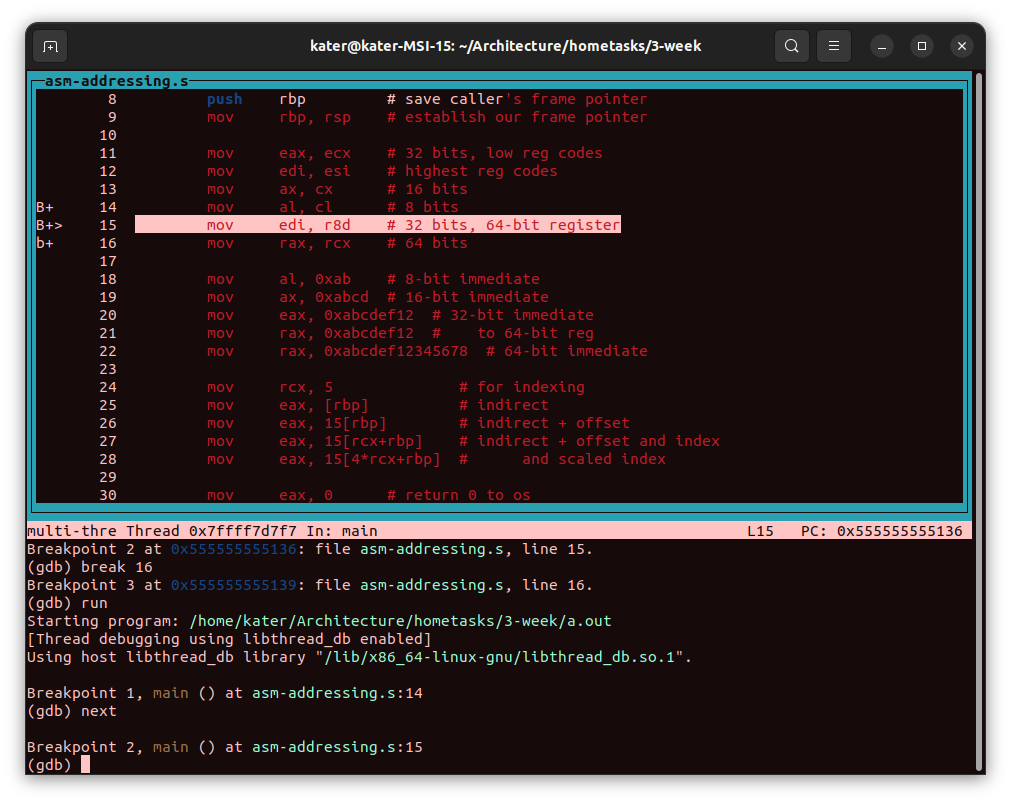 kater@kater-MSI-15: ~/Architecture/hometasks/3-week
asm-addressing.s
8 push rbp # save caller's frame pointer
9 mov rbp, rsp # establish our frame pointer
10
11 mov eax, ecx # 32 bits, low reg codes
12 mov edi, esi # highest reg codes
13 mov ax, cx # 16 bits
B+ 14 mov al, cl # 8 bits
B+> 15 mov edi, r8d # 32 bits, 64-bit register
b+ 16 mov rax, rcx # 64 bits
17
18 mov al, 0xab # 8-bit immediate
19 mov ax, 0xabcd # 16-bit immediate
20 mov eax, 0xabcdef12 # 32-bit immediate
21 mov rax, 0xabcdef12 # to 64-bit reg
22 mov rax, 0xabcdef12345678 # 64-bit immediate
23
24 mov rcx, 5 # for indexing
25 mov eax, [rbp] # indirect
26 mov eax, 15[rbp] # indirect + offset
27 mov eax, 15[rcx+rbp] # indirect + offset and index
28 mov eax, 15[4*rcx+rbp] # and scaled index
29
30 mov eax, 0 # return 0 to os
multi-thre Thread 0x7ffff7d7f7 In: main L15 PC: 0x555555555136
Breakpoint 2 at 0x555555555136: file asm-addressing.s, line 15.
(gdb) break 16
Breakpoint 3 at 0x555555555139: file asm-addressing.s, line 16.
(gdb) run
Starting program: /home/kater/Architecture/hometasks/3-week/a.out
[Thread debugging using libthread_db enabled]
Using host libthread_db library "/lib/x86_64-linux-gnu/libthread_db.so.1".
Breakpoint 1, main () at asm-addressing.s:14
(gdb) next
Breakpoint 2, main () at asm-addressing.s:15
(gdb)